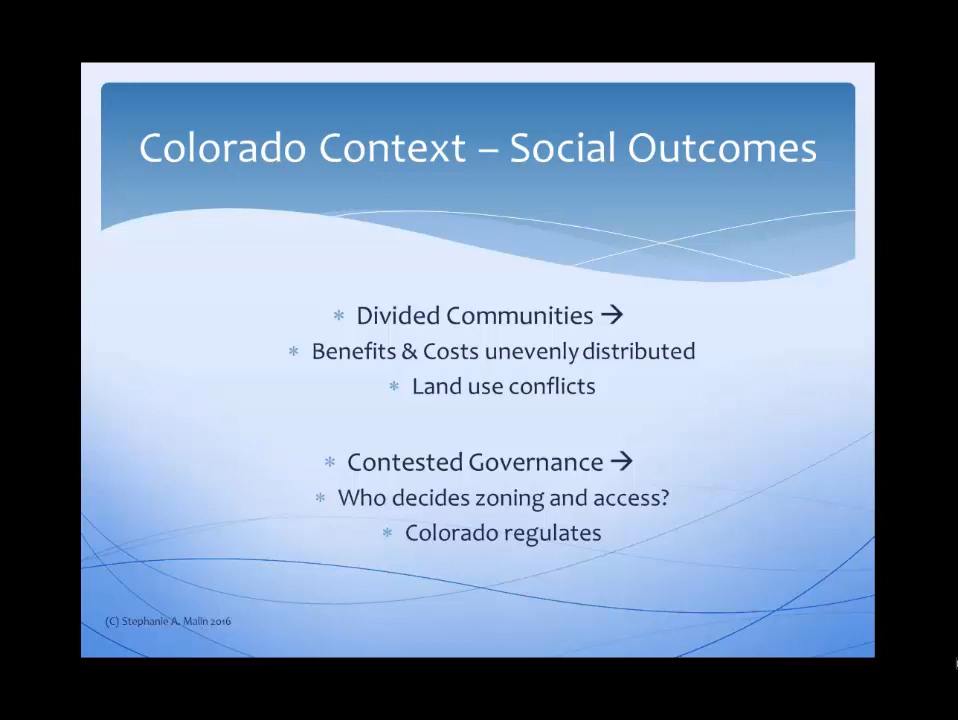 Colorado Context – Social Outcomes
* Divided Communities →
* Benefits & Costs unevenly distributed
* Land use conflicts
* Contested Governance →
* Who decides zoning and access?
* Colorado regulates
(C) Stephanie A. Malin 2016